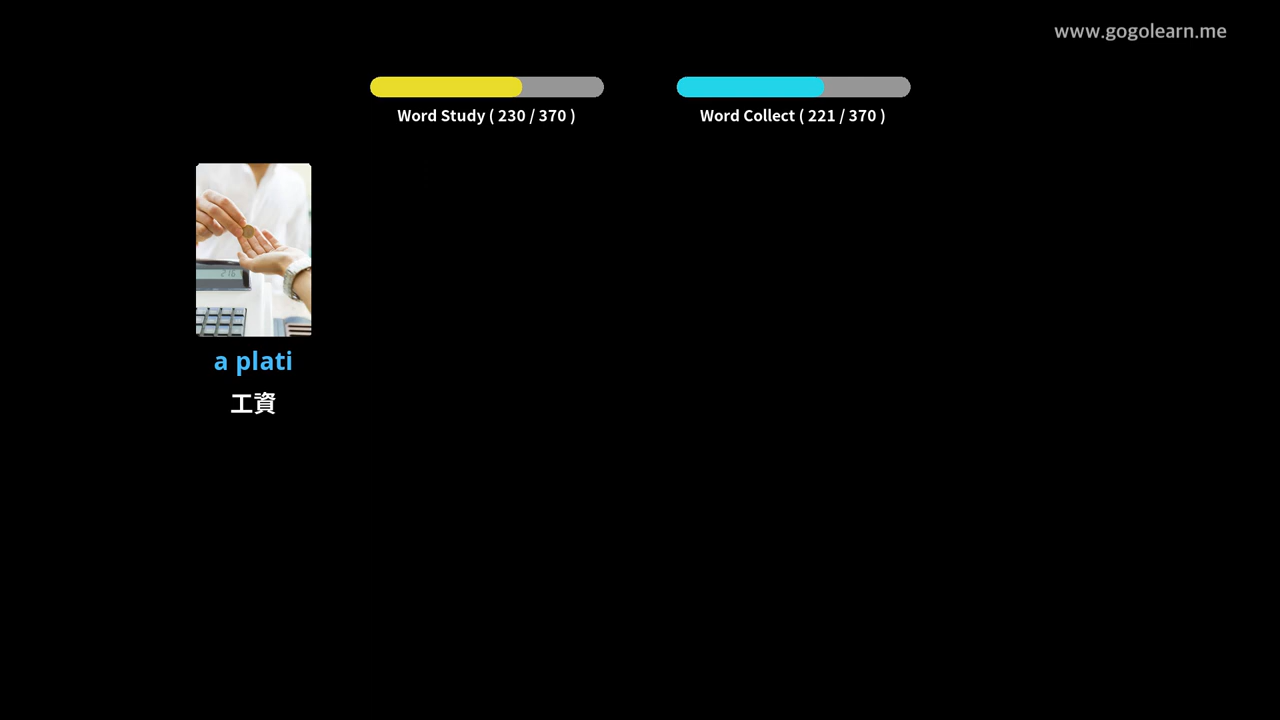 www.gogolearn.me
Word Study ( 230 / 370 )
Word Collect ( 221 / 370 )
a plati
工資